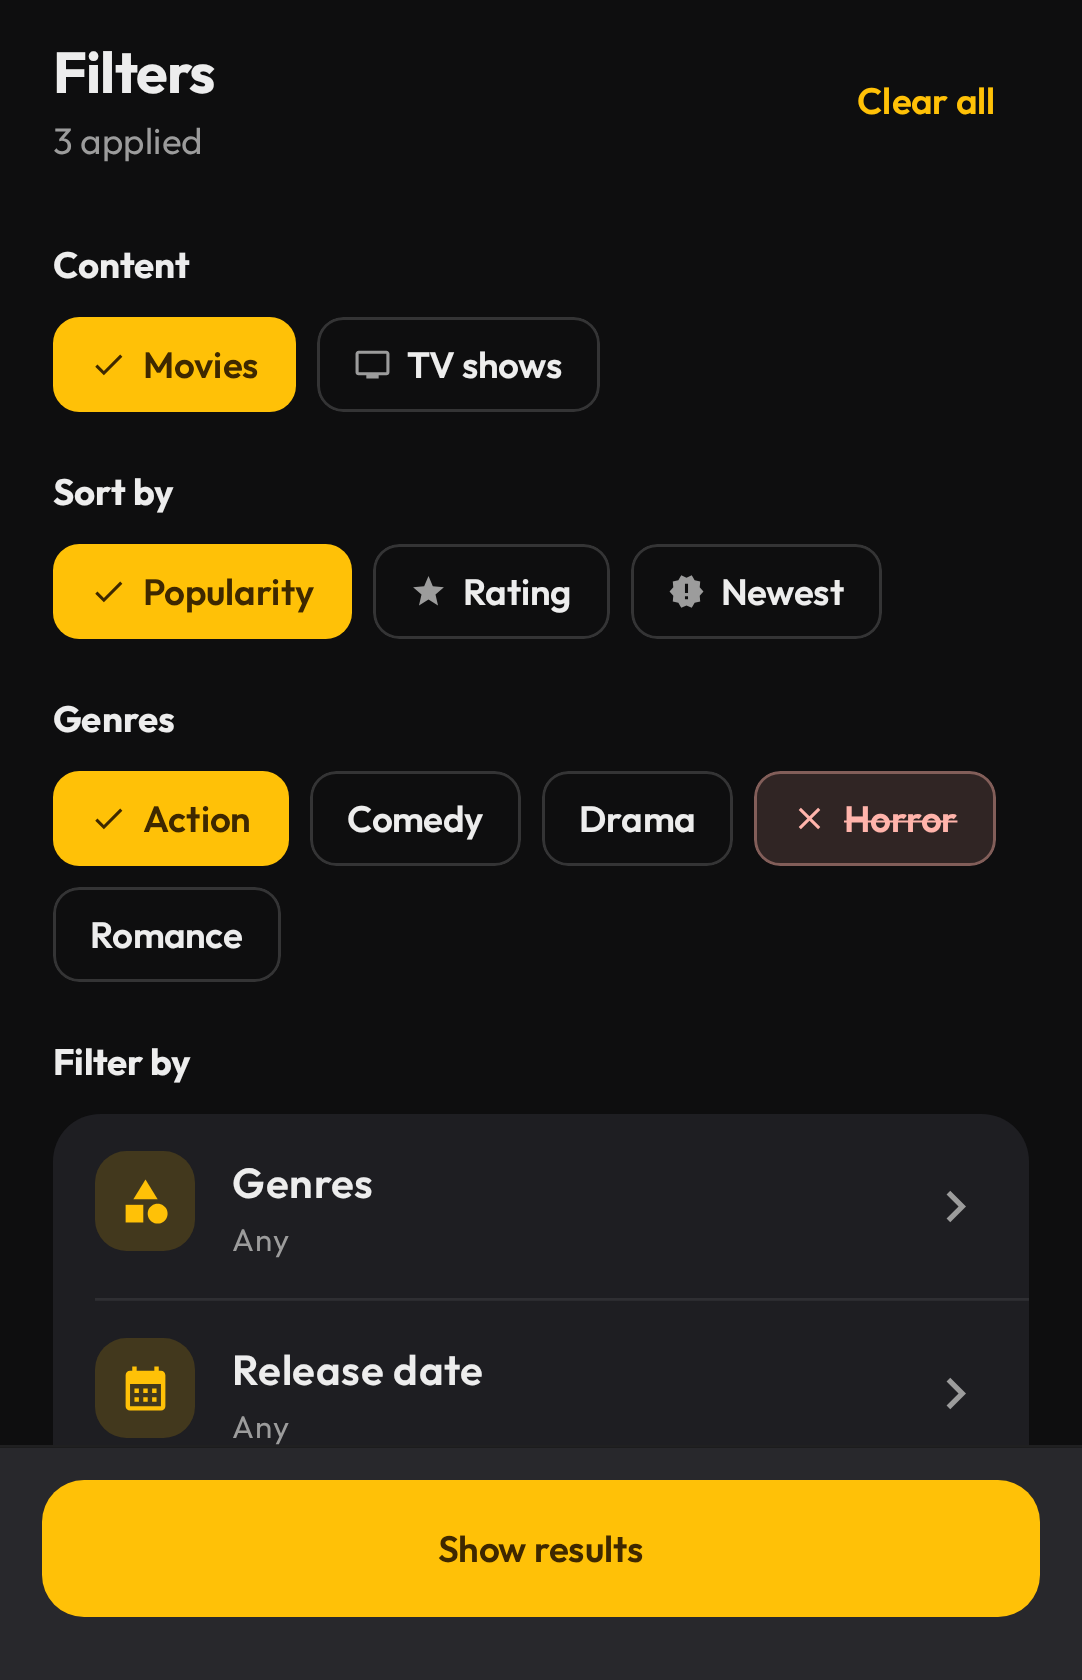 Filters
3 applied
Clear all
Content
Movies
TV shows
Sort by
Popularity
Rating
Newest
Genres
Action
Comedy
Drama
Horror
Romance
Filter by
Genres
Any
Release date
Any
Show results